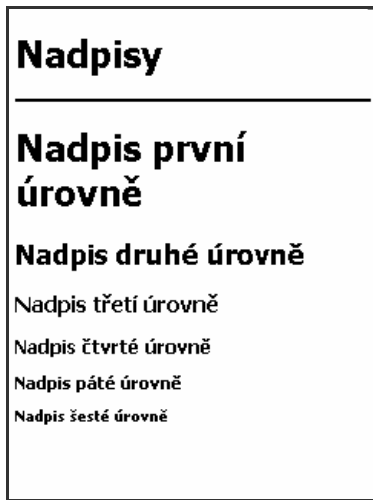 Nadpisy
Nadpis první
úrovně
Nadpis druhé úrovně
Nadpis třetí úrovně
Nadpis čtvrté úrovně
Nadpis páté úrovně
Nadpis šesté úrovně